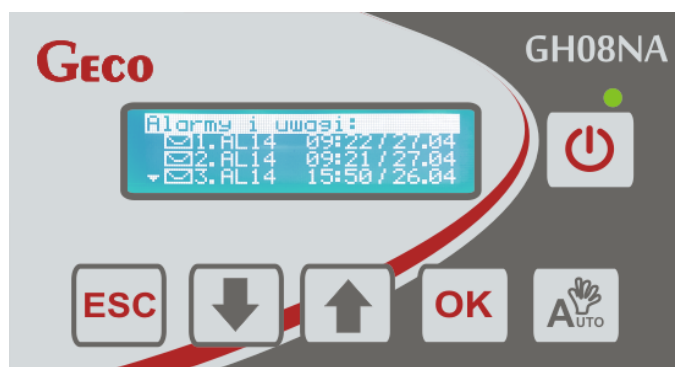 GECO
GH08NA
Alarmy i uwagi:
1.AL14 09:22/27.04
2.AL14 09:21/27.04
3.AL14 15:50/26.04
ESC
OK
AUTO